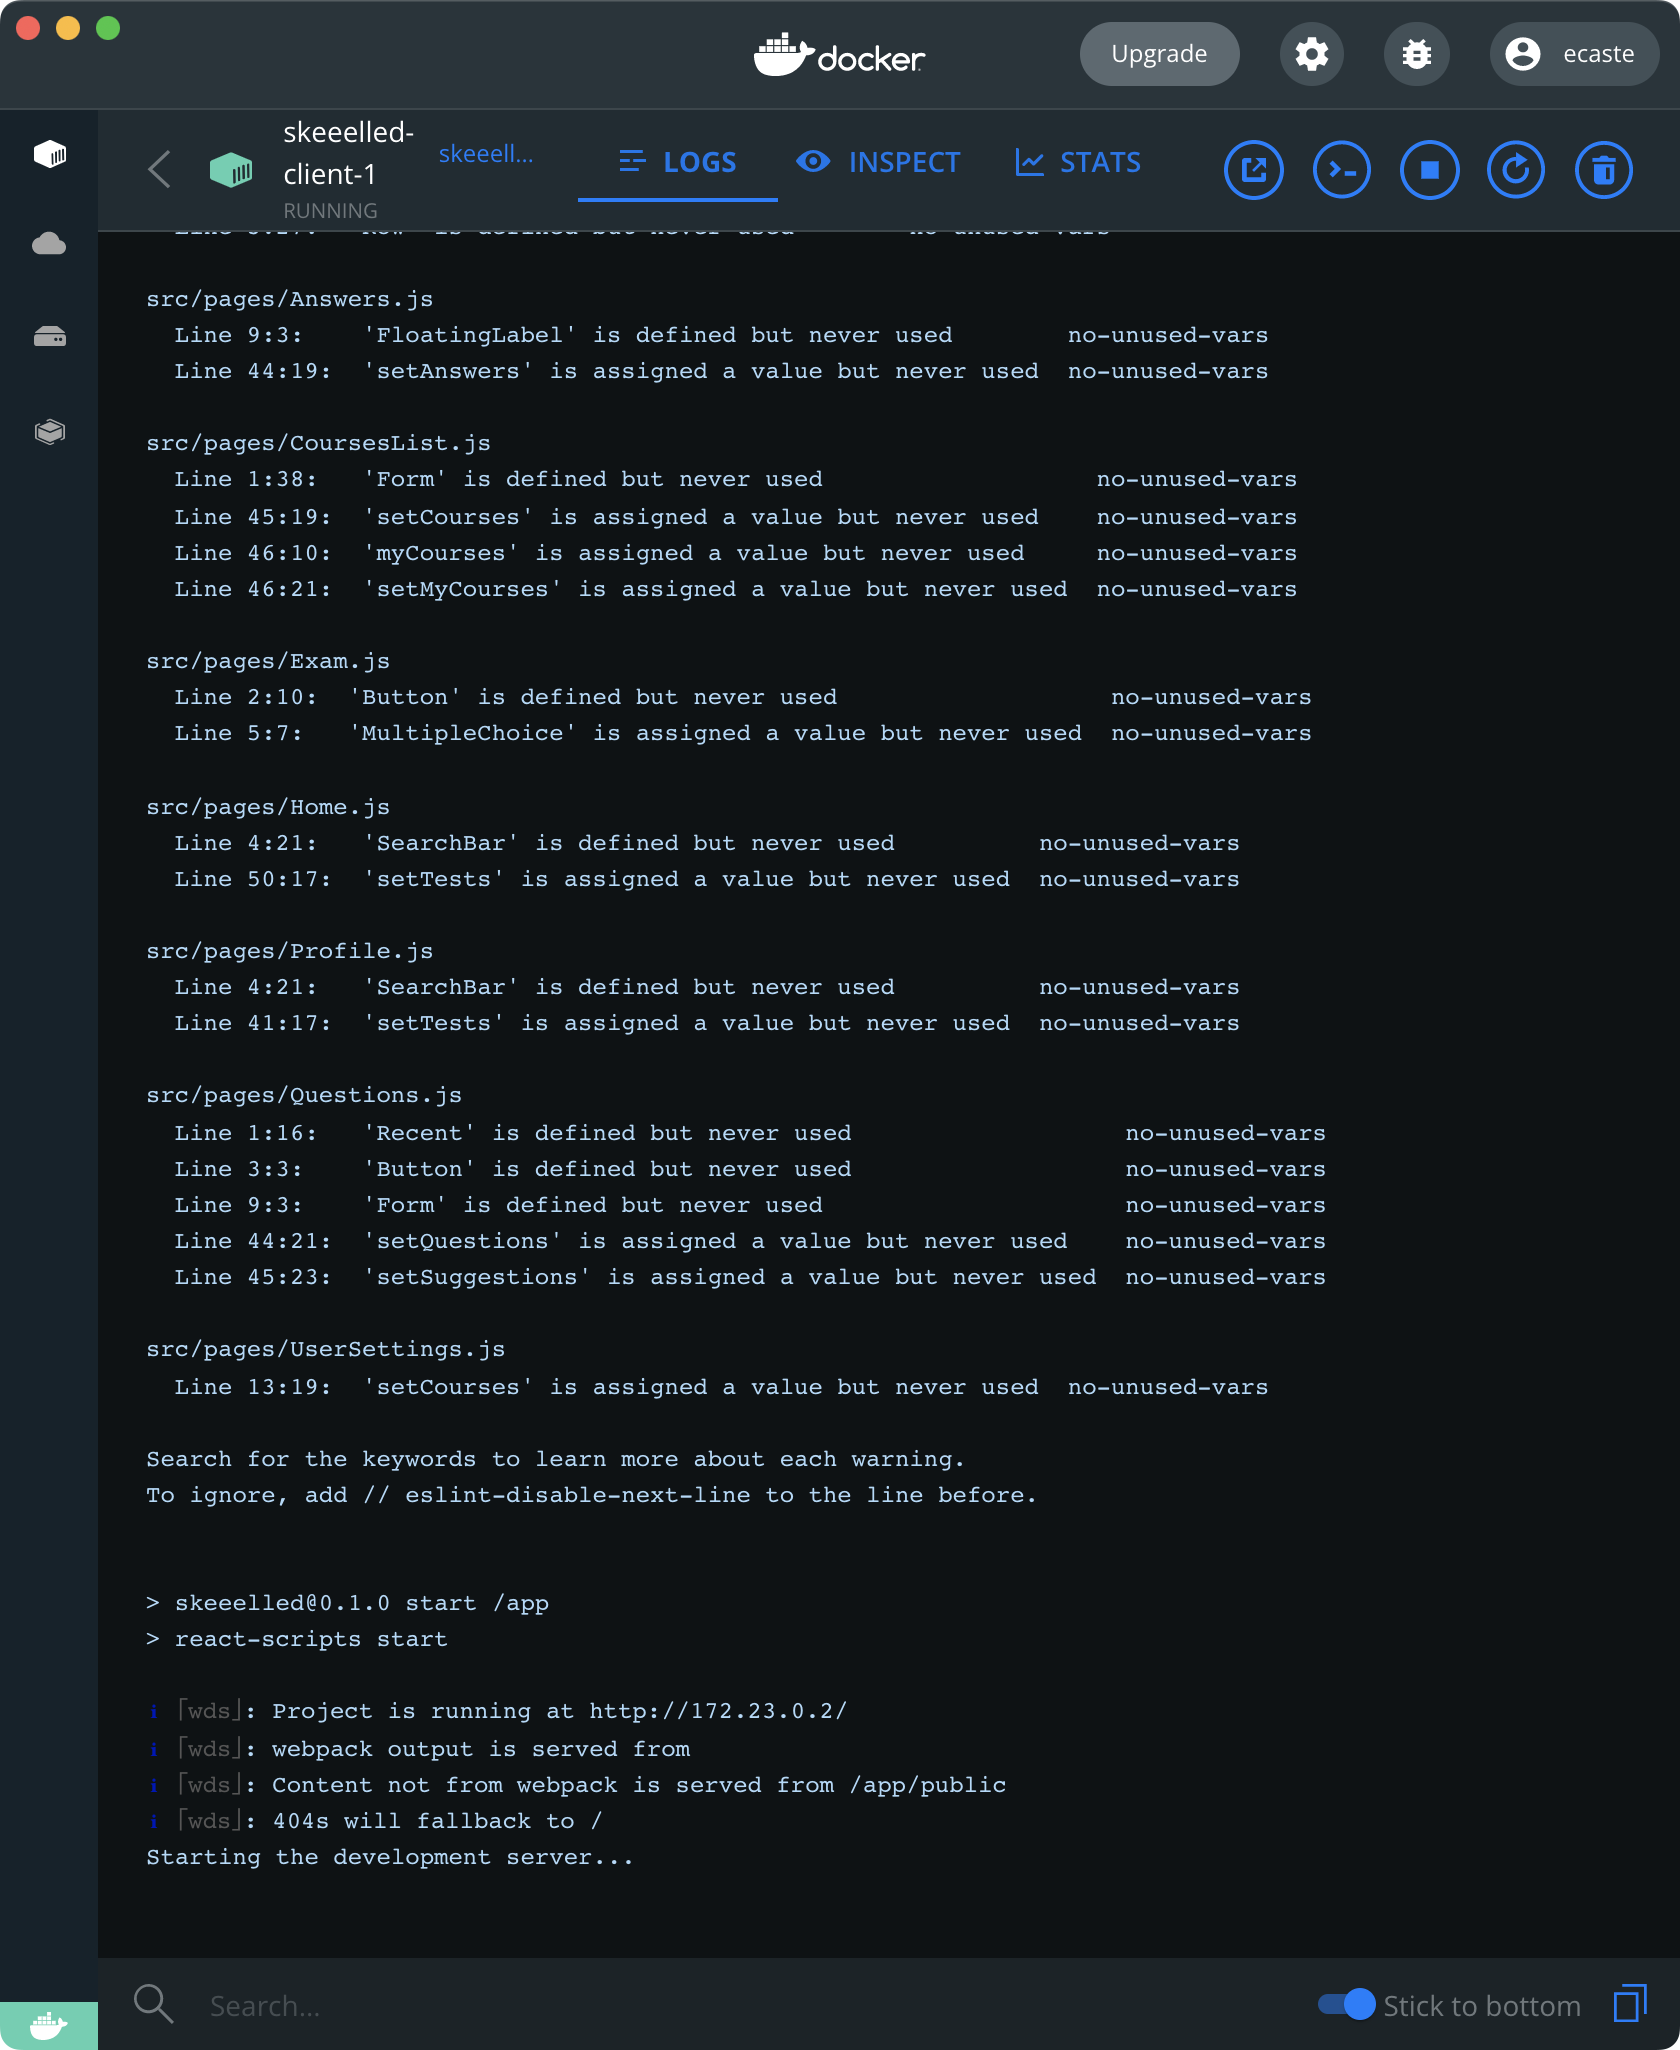 docker
Upgrade
ecaste
skeeelled-
client-1
RUNNING
skeeell...
LOGS
INSPECT
STATS
is defined but never used no-unused-vars
src/pages/Answers.js
Line 9:3: 'FloatingLabel' is defined but never used no-unused-vars
Line 44:19: 'setAnswers' is assigned a value but never used no-unused-vars
src/pages/CoursesList.js
Line 1:38: 'Form' is defined but never used no-unused-vars
Line 45:19: 'setCourses' is assigned a value but never used no-unused-vars
Line 46:10: 'myCourses' is assigned a value but never used no-unused-vars
Line 46:21: 'setMyCourses' is assigned a value but never used no-unused-vars
src/pages/Exam.js
Line 2:10: 'Button' is defined but never used no-unused-vars
Line 5:7: 'MultipleChoice' is assigned a value but never used no-unused-vars
src/pages/Home.js
Line 4:21: 'SearchBar' is defined but never used no-unused-vars
Line 50:17: 'setTests' is assigned a value but never used no-unused-vars
src/pages/Profile.js
Line 4:21: 'SearchBar' is defined but never used no-unused-vars
Line 41:17: 'setTests' is assigned a value but never used no-unused-vars
src/pages/Questions.js
Line 1:16: 'Recent' is defined but never used no-unused-vars
Line 3:3: 'Button' is defined but never used no-unused-vars
Line 9:3: 'Form' is defined but never used no-unused-vars
Line 44:21: 'setQuestions' is assigned a value but never used no-unused-vars
Line 45:23: 'setSuggestions' is assigned a value but never used no-unused-vars
src/pages/UserSettings.js
Line 13:19: 'setCourses' is assigned a value but never used no-unused-vars
Search for the keywords to learn more about each warning.
To ignore, add // eslint-disable-next-line to the line before.
> skeeelled@0.1.0 start /app
> react-scripts start
ℹ ｢wds｣: Project is running at http://172.23.0.2/
ℹ ｢wds｣: webpack output is served from
ℹ ｢wds｣: Content not from webpack is served from /app/public
ℹ ｢wds｣: 404s will fallback to /
Starting the development server...
Search...
Stick to bottom